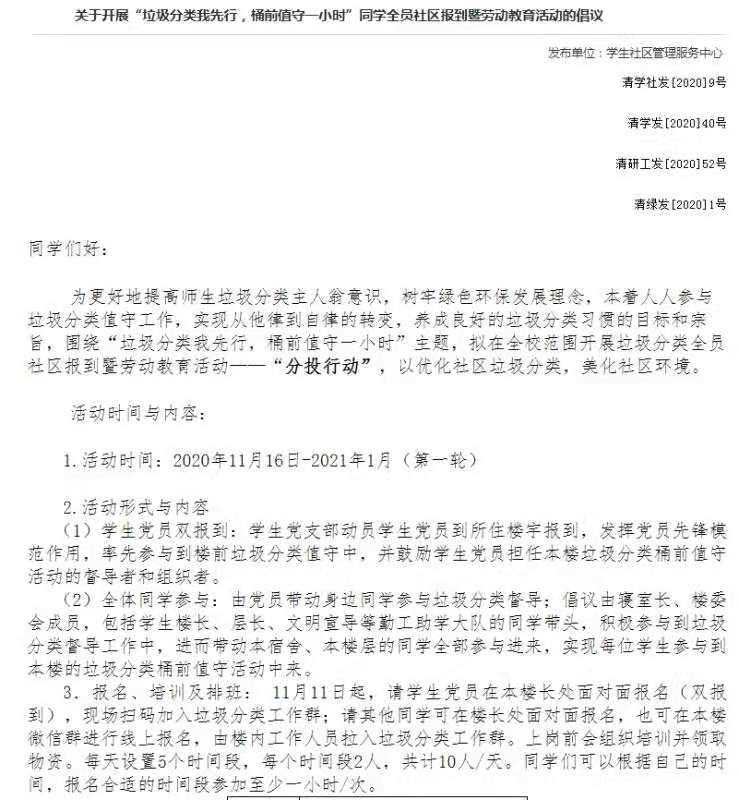 关于开展“垃圾分类我先行，桶前值守一小时”同学全员社区报到暨劳动教育活动的倡议
发布单位：学生社区管理服务中心
清学社发[2020]9号
清学发[2020]40号
清研工发[2020]52号
清绿发[2020]1号
同学们好：
为更好地提高师生垃圾分类主人翁意识，树牢绿色环保发展理念，本着人人参与
垃圾分类值守工作，实现从他律到自律的转变，养成良好的垃圾分类习惯的目标和宗
旨，围绕“垃圾分类我先行，桶前值守一小时”主题，拟在全校范围开展垃圾分类全员
社区报到暨劳动教育活动——“分投行动”，以优化社区垃圾分类，美化社区环境。
活动时间与内容：
1.活动时间：2020年11月16日-2021年1月（第一轮）
2.活动形式与内容
（1）学生党员双报到：学生党支部动员学生党员到所住楼宇报到，发挥党员先锋模
范作用，率先参与到楼前垃圾分类值守中，并鼓励学生党员担任本楼垃圾分类桶前值守
活动的督导者和组织者。
（2）全体同学参与：由党员带动身边同学参与垃圾分类督导；倡议由寝室长、楼委
会成员，包括学生楼长、层长、文明宣导等勤工助学大队的同学带头，积极参与到垃圾
分类督导工作中，进而带动本宿舍、本楼层的同学全部参与进来，实现每位学生参与到
本楼的垃圾分类桶前值守活动中来。
3．报名、培训及排班： 11月11日起，请学生党员在本楼长处面对面报名（双报
到），现场扫码加入垃圾分类工作群；请其他同学可在楼长处面对面报名，也可在本楼
微信群进行线上报名，由楼内工作人员拉入垃圾分类工作群。上岗前会组织培训并领取
物资。每天设置5个时间段，每个时间段2人，共计10人/天。同学们可以根据自己的时
间，报名合适的时间段参加至少一小时/次。